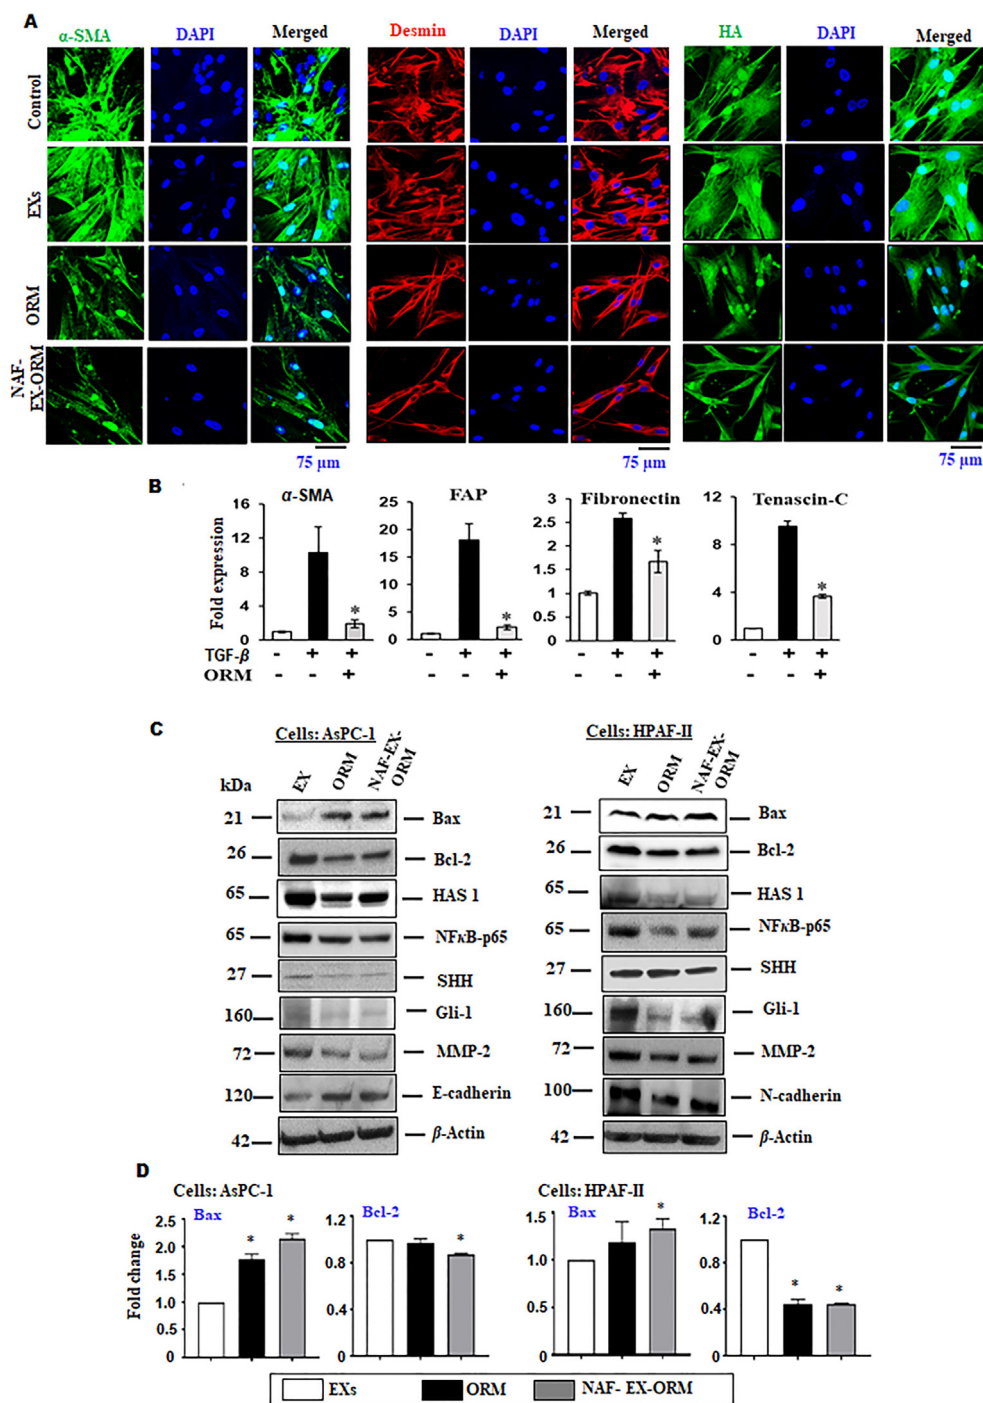 A
α-SMA DAPI Merged Desmin DAPI Merged HA DAPI Merged
Control
EXs
ORM
NAF-
EX-ORM
75 µm 75 µm 75 µm
B
α-SMA FAP Fibronectin Tenascin-C
Fold expression
16 12 8 4 0
25 20 15 10 5 0
3 2.5 2 1.5 1 0.5 0
12 8 4 0
* * * *
TGF-β - + + - + + - + + - + +
ORM - - + - - + - - + - - +
C
Cells: AsPC-1 Cells: HPAF-II
EX ORM NAF-EX-
ORM
EX ORM NAF-EX-
ORM
kDa
21 Bax 21 Bax
26 Bcl-2 26 Bcl-2
65 HAS 1 65 HAS 1
65 NFκB-p65 65 NFκB-p65
27 SHH 27 SHH
160 Gli-1 160 Gli-1
72 MMP-2 72 MMP-2
120 E-cadherin 100 N-cadherin
42 β-Actin 42 β-Actin
D
Cells: AsPC-1 Cells: HPAF-II
Bax Bcl-2 Bax Bcl-2
Fold change
2.5 2.0 1.5 1.0 0.5 0
1.2 0.8 0.4 0
1.5 1.0 0.5 0
1.2 0.8 0.4 0
* * * * * *
EXs ORM NAF- EX-ORM